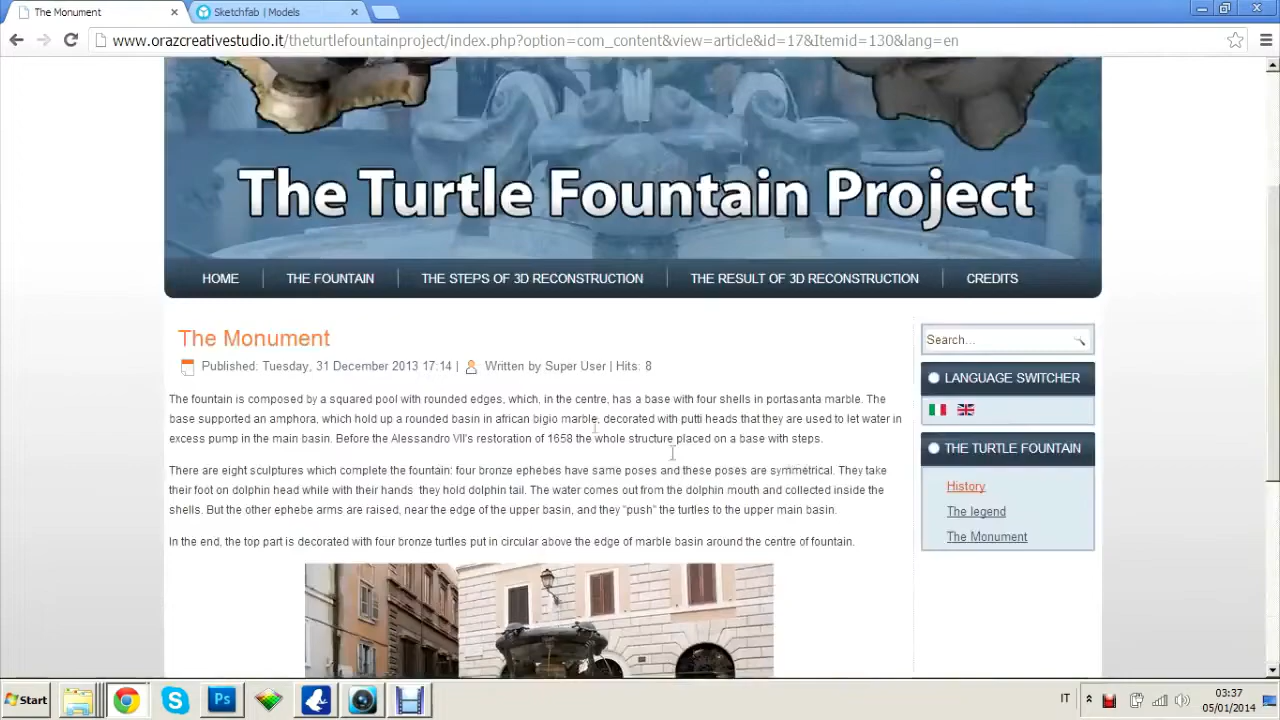 The Monument
Sketchfab | Models
www.orazcreativestudio.it/theturtlefountainproject/index.php?option=com_content&view=article&id=17&Itemid=130&lang=en
The Turtle Fountain Project
HOME
THE FOUNTAIN
THE STEPS OF 3D RECONSTRUCTION
THE RESULT OF 3D RECONSTRUCTION
CREDITS
The Monument
Published: Tuesday, 31 December 2013 17:14 | Written by Super User | Hits: 8
The fountain is composed by a squared pool with rounded edges, which, in the centre, has a base with four shells in portasanta marble. The
base supported an amphora, which hold up a rounded basin in african bigio marble, decorated with putti heads that they are used to let water in
excess pump in the main basin. Before the Alessandro VII's restoration of 1658 the whole structure placed on a base with steps.
There are eight sculptures which complete the fountain: four bronze ephebes have same poses and these poses are symmetrical. They take
their foot on dolphin head while with their hands they hold dolphin tail. The water comes out from the dolphin mouth and collected inside the
shells. But the other ephebe arms are raised, near the edge of the upper basin, and they "push" the turtles to the upper main basin.
In the end, the top part is decorated with four bronze turtles put in circular above the edge of marble basin around the centre of fountain.
Search...
LANGUAGE SWITCHER
THE TURTLE FOUNTAIN
History
The legend
The Monument
Start
Ps
IT
03:37
05/01/2014